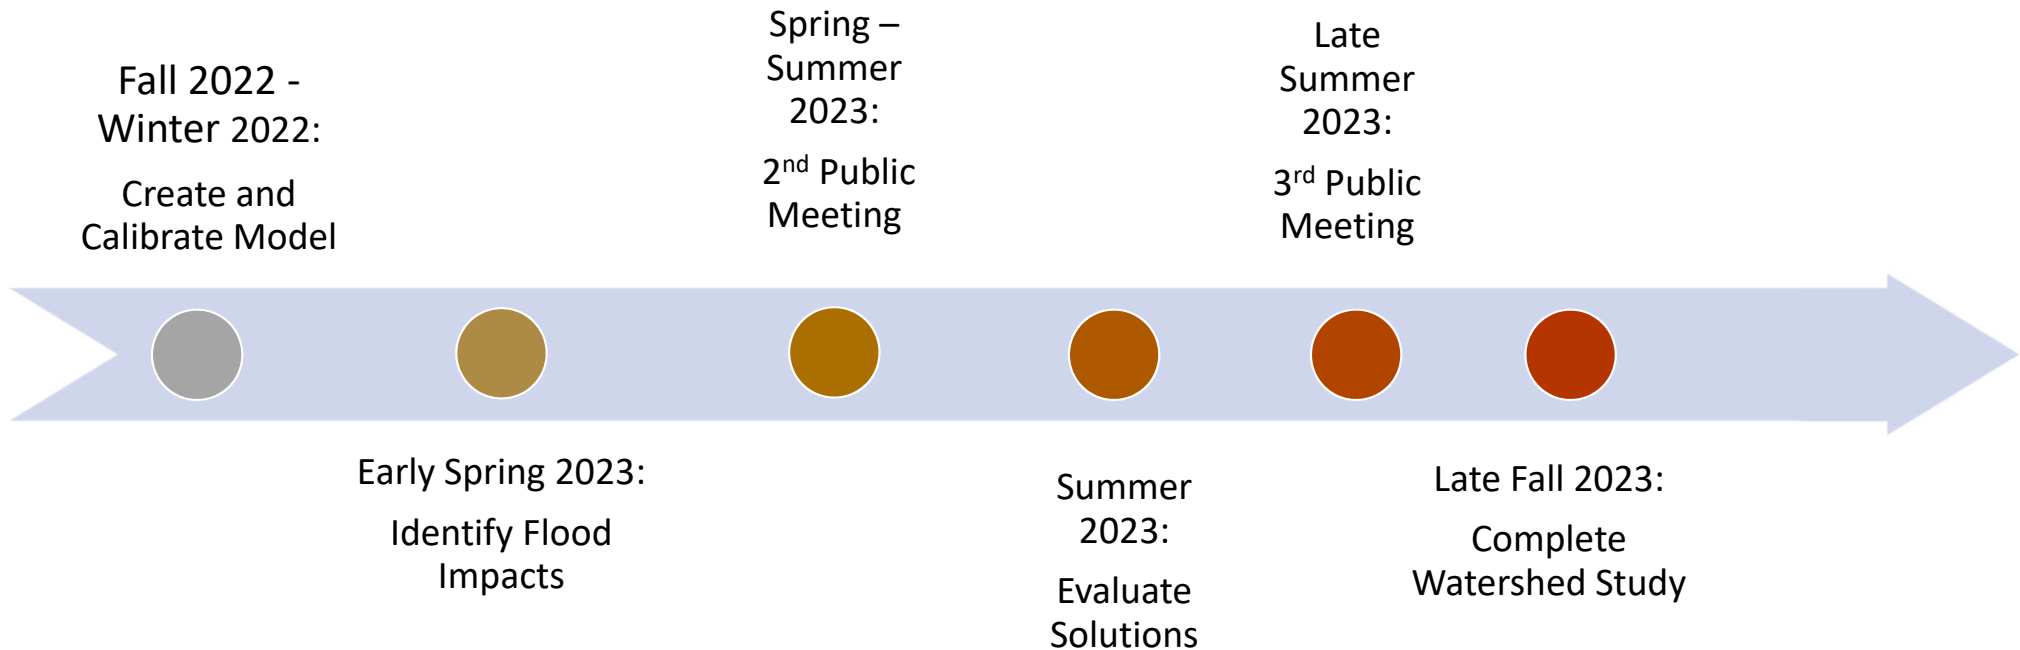 Fall 2022 -
Winter 2022:
Create and
Calibrate Model
Early Spring 2023:
Identify Flood
Impacts
Spring –
Summer
2023:
2nd Public
Meeting
Summer
2023:
Evaluate
Solutions
Late
Summer
2023:
3rd Public
Meeting
Late Fall 2023:
Complete
Watershed Study